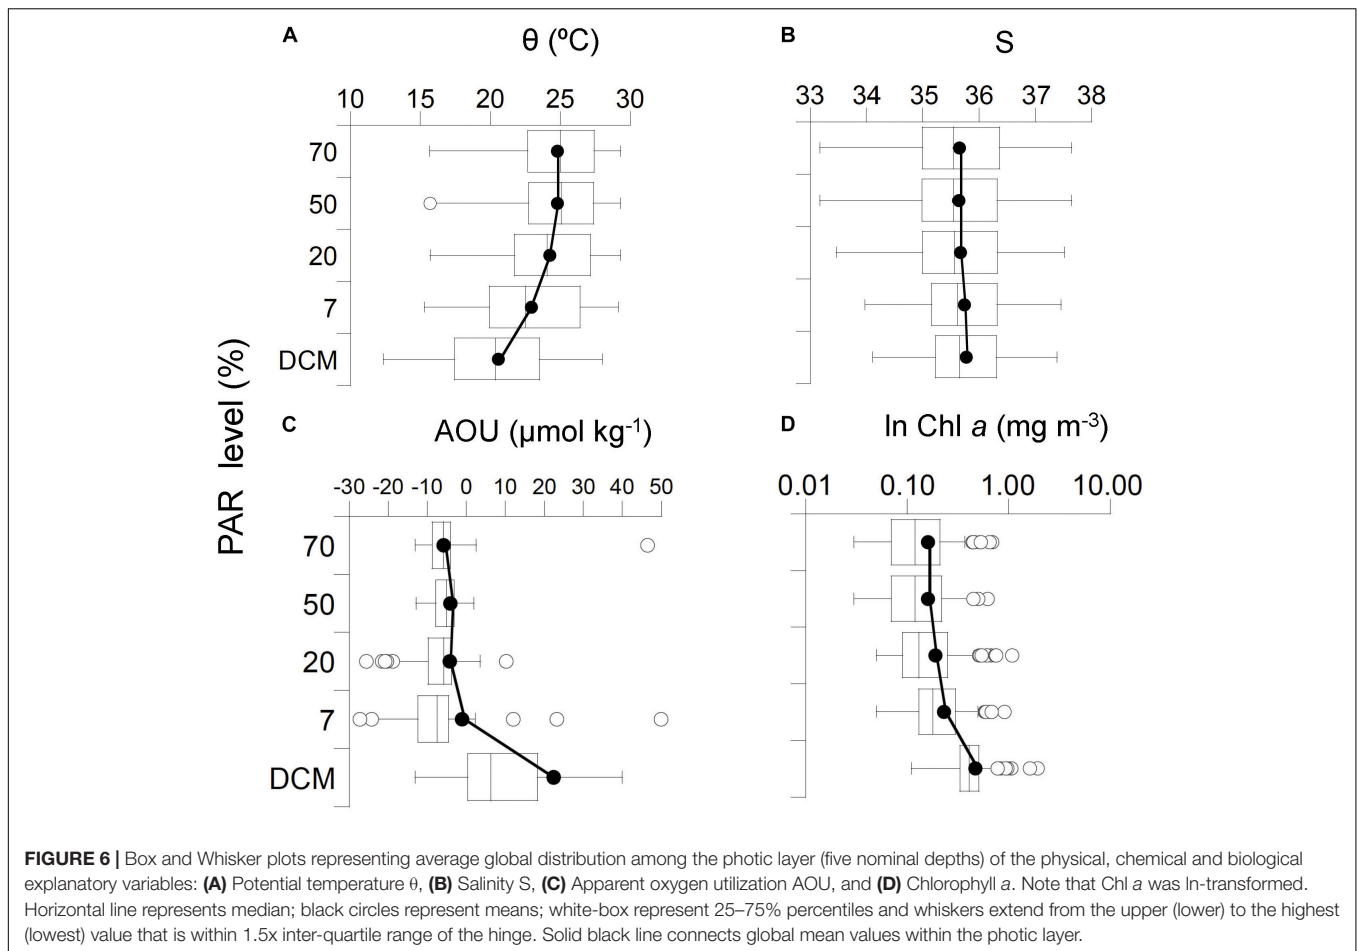 A
θ (ºC)
10 15 20 25 30
70
50
20
7
DCM
B
S
33 34 35 36 37 38
PAR level (%)
C
AOU (µmol kg-1)
-30 -20 -10 0 10 20 30 40 50
70
50
20
7
DCM
D
ln Chl a (mg m-3)
0.01 0.10 1.00 10.00
FIGURE 6 | Box and Whisker plots representing average global distribution among the photic layer (five nominal depths) of the physical, chemical and biological
explanatory variables: (A) Potential temperature θ, (B) Salinity S, (C) Apparent oxygen utilization AOU, and (D) Chlorophyll a. Note that Chl a was ln-transformed.
Horizontal line represents median; black circles represent means; white-box represent 25–75% percentiles and whiskers extend from the upper (lower) to the highest
(lowest) value that is within 1.5x inter-quartile range of the hinge. Solid black line connects global mean values within the photic layer.